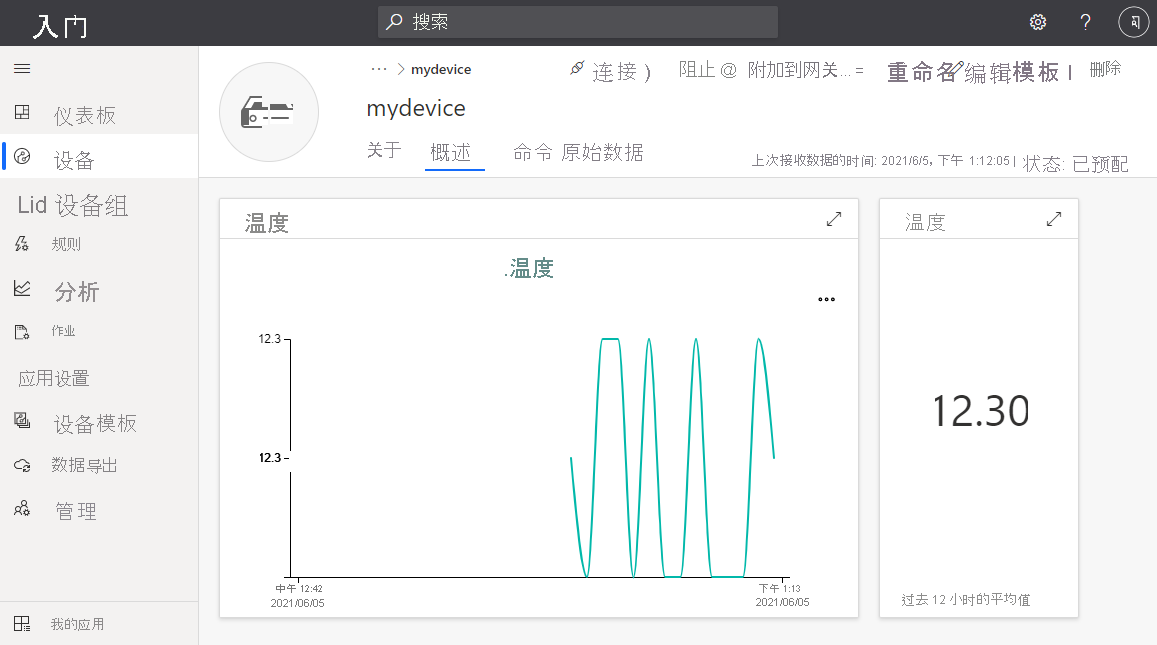 入门
搜索
?
仪表板
设备
Lid 设备组
规则
分析
作业
应用设置
设备模板
数据导出
管理
我的应用
··· > mydevice
连接 )
阻止 @ 附加到网关... =
重命名 编辑模板 |
删除
mydevice
关于 概述 命令 原始数据
上次接收数据的时间: 2021/6/5, 下午 1:12:05 | 状态: 已预配
温度
.温度
12.3
12.3
中午 12:42
2021/06/05
下午 1:13
2021/06/05
温度
12.30
过去 12 小时的平均值